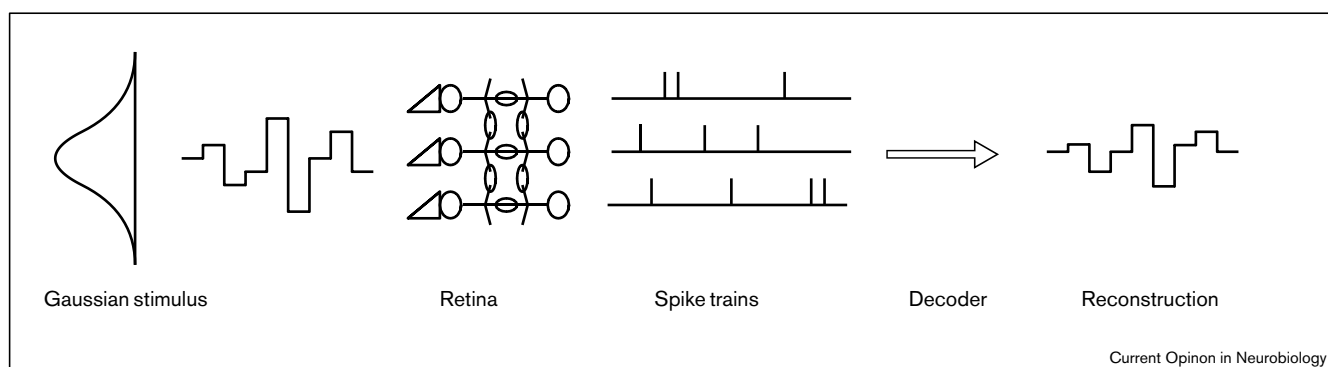 Gaussian stimulus
Retina
Spike trains
Decoder
Reconstruction
Current Opinon in Neurobiology